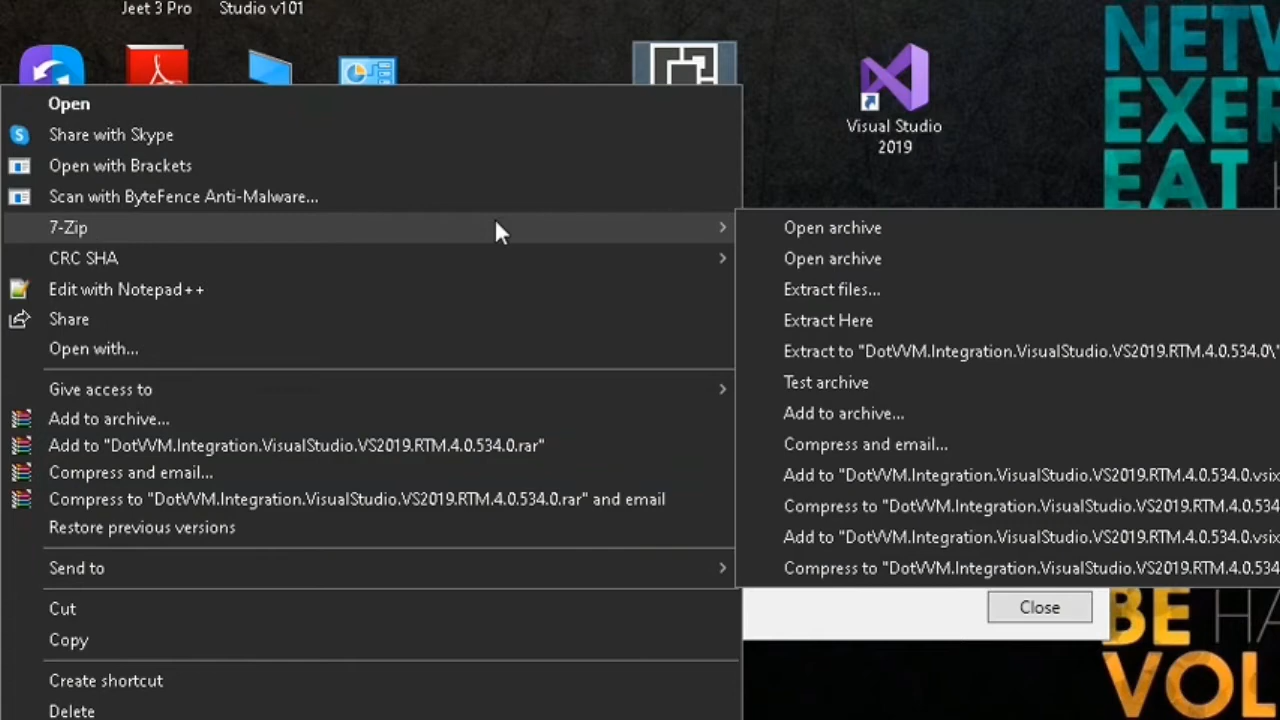 Jeet 3 Pro
Studio v101
NETW
EXER
EAT
Visual Studio
2019
Open
Share with Skype
Open with Brackets
Scan with ByteFence Anti-Malware...
7-Zip
CRC SHA
Edit with Notepad++
Share
Open with...
Give access to
Add to archive...
Add to "DotVVM.Integration.VisualStudio.VS2019.RTM.4.0.534.0.rar"
Compress and email...
Compress to "DotVVM.Integration.VisualStudio.VS2019.RTM.4.0.534.0.rar" and email
Restore previous versions
Send to
Cut
Copy
Create shortcut
Delete
Open archive
Open archive
Extract files...
Extract Here
Extract to "DotVVM.Integration.VisualStudio.VS2019.RTM.4.0.534.0\"
Test archive
Add to archive...
Compress and email...
Add to "DotVVM.Integration.VisualStudio.VS2019.RTM.4.0.534.0.vsix
Compress to "DotVVM.Integration.VisualStudio.VS2019.RTM.4.0.534
Add to "DotVVM.Integration.VisualStudio.VS2019.RTM.4.0.534.0.vsix
Compress to "DotVVM.Integration.VisualStudio.VS2019.RTM.4.0.534
Close
BE HA
VOL